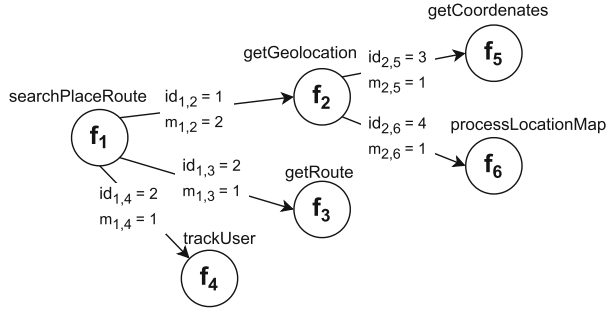 getCoordenates
f5
getGeolocation
id2,5 = 3
m2,5 = 1
f2
searchPlaceRoute
id1,2 = 1
m1,2 = 2
f1
id2,6 = 4
m2,6 = 1
processLocationMap
f6
id1,3 = 2
m1,3 = 1
getRoute
f3
id1,4 = 2
m1,4 = 1
trackUser
f4